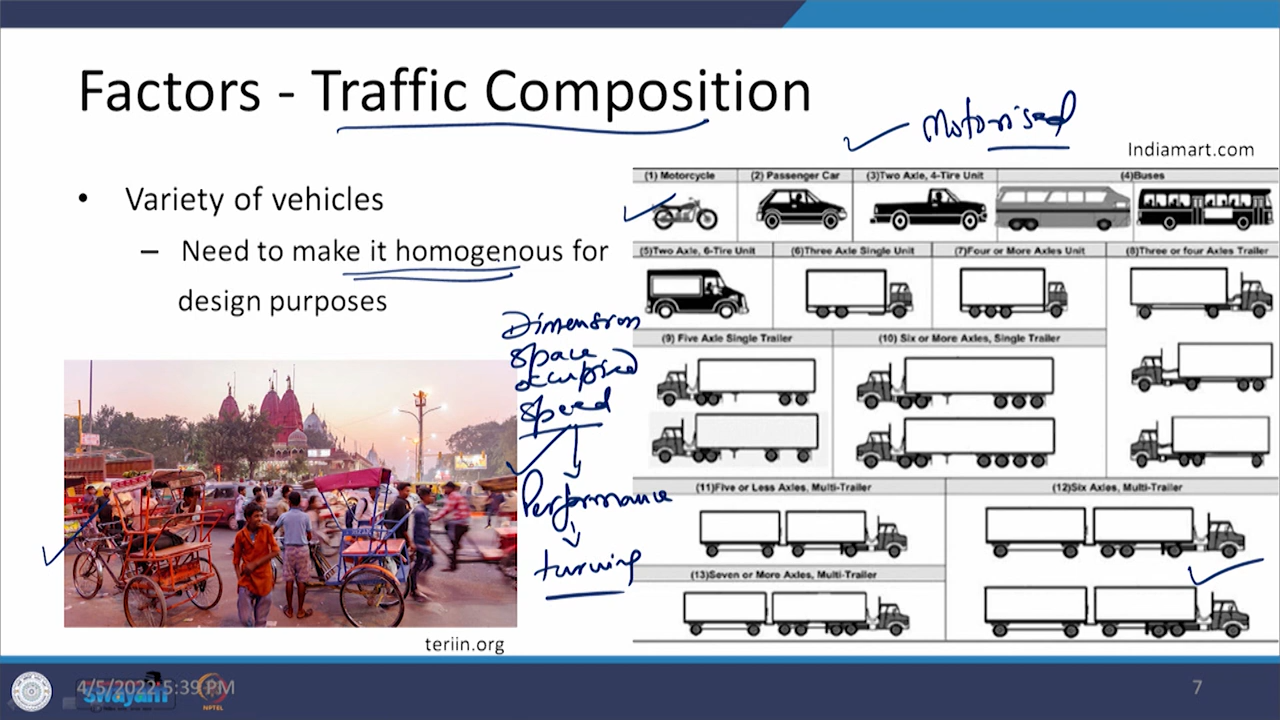 Factors - Traffic Composition
Motorised
Indiamart.com
• Variety of vehicles
– Need to make it homogenous for
design purposes
Dimension
space
occupied
speed
Performance
turning
(1) Motorcycle
(2) Passenger Car
(3)Two Axle, 4-Tire Unit
(4)Buses
(5)Two Axle, 6-Tire Unit
(6)Three Axle Single Unit
(7)Four or More Axles Unit
(8)Three or four Axles Trailer
(9) Five Axle Single Trailer
(10) Six or More Axles, Single Trailer
(11)Five or Less Axles, Multi-Trailer
(12)Six Axles, Multi-Trailer
(13)Seven or More Axles, Multi-Trailer
teriin.org
4/5/2022 5:39 PM
swayam
NPTEL
7